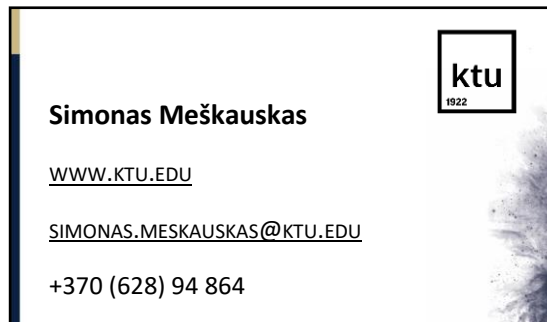 ktu
1922
Simonas Meškauskas
WWW.KTU.EDU
SIMONAS.MESKAUSKAS@KTU.EDU
+370 (628) 94 864